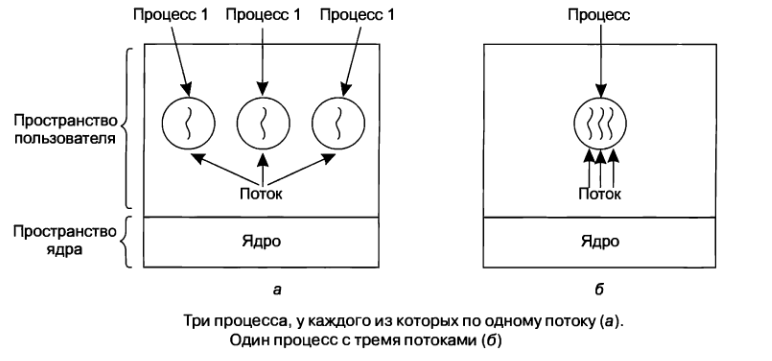 Процесс 1 Процесс 1 Процесс 1 Процесс
Пространство
пользователя
Поток Поток
Пространство
ядра
Ядро Ядро
а б
Три процесса, у каждого из которых по одному потоку (а).
Один процесс с тремя потоками (б)